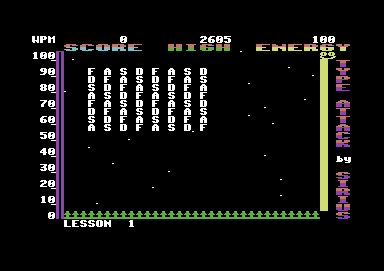 WPM 0 2605 100
SCORE HIGH ENERGY
99
100
90
80
70
60
50
40
30
20
10
0
F A S D F A S D
D F A S D F A S
S D F A S D F A
A S D F A S D F
F A S D F A S D
D F A S D F A S
S D F A S D F A
A S D F A S D F
TYPE ATTACK by SIRIUS
LESSON 1